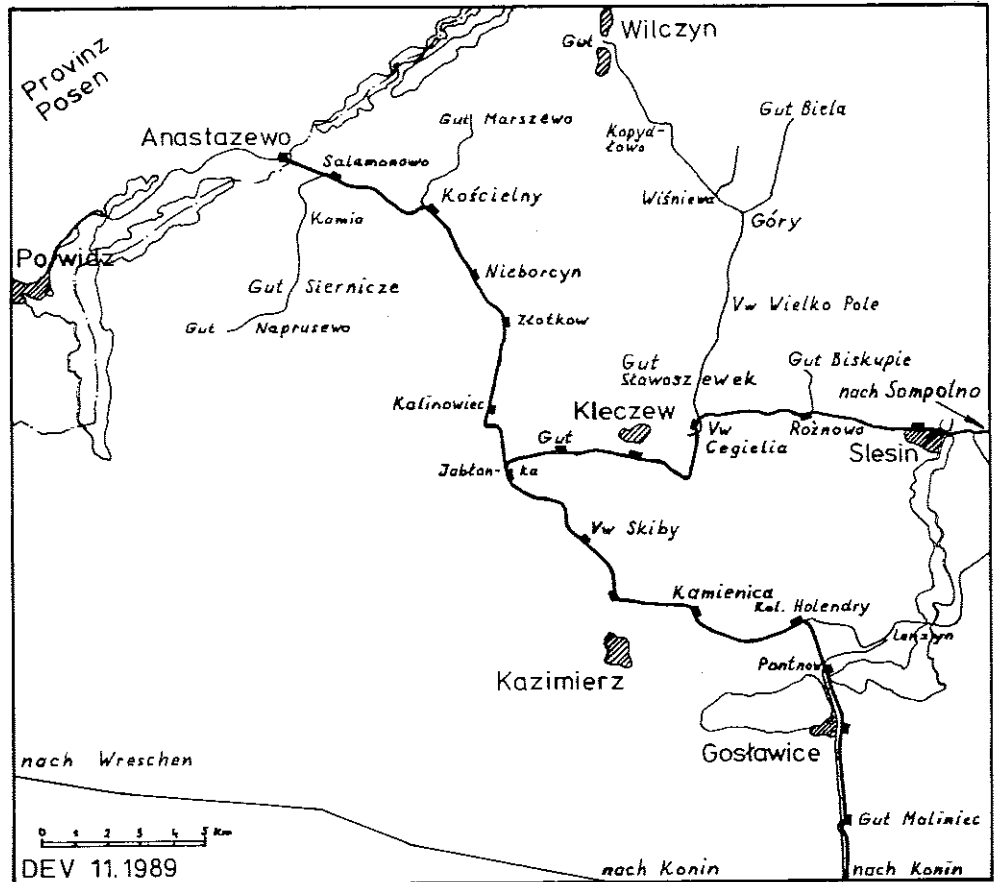 Provinz
Posen
Gut
Wilczyn
Gut Marszewo
Gut Biela
Anastazewo
Salamonowo
Kopyd-
łowo
Kościelny
Wiśniewa
Góry
Kamia
Powidz
Nieborcyn
Gut Siernicze
Gut Naprusewo
Złotkow
Vw Wielko Pole
Gut
Sławoszewek
Gut Biskupie
nach Sompolno
Kalinowiec
Kleczew
Gut
Vw
Cegielia
Rożnowo
Slesin
Jabłon-ka
Vw Skiby
Kamienica
Kol. Holendry
Lenszyn
Pontnow
Kazimierz
Gosławice
nach Wreschen
0 1 2 3 4 5 Km
Gut Maliniec
DEV 11.1989
nach Konin
nach Konin